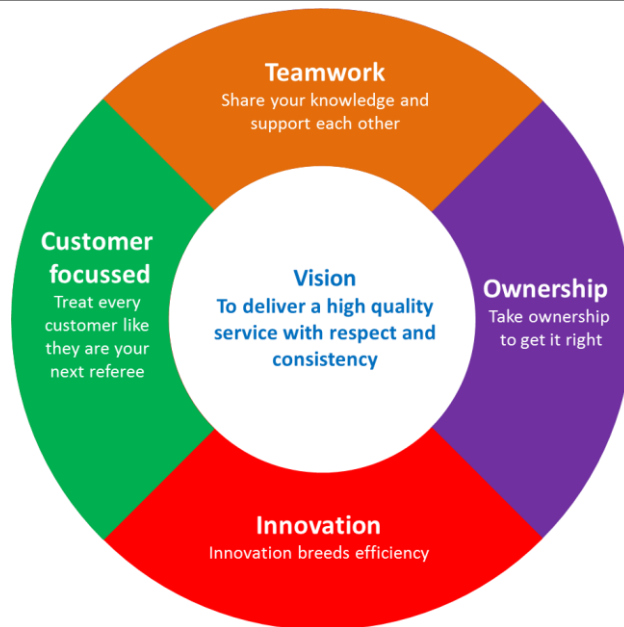 Teamwork
Share your knowledge and
support each other
Customer
focussed
Treat every
customer like
they are your
next referee
Vision
To deliver a high quality
service with respect and
consistency
Ownership
Take ownership
to get it right
Innovation
Innovation breeds efficiency